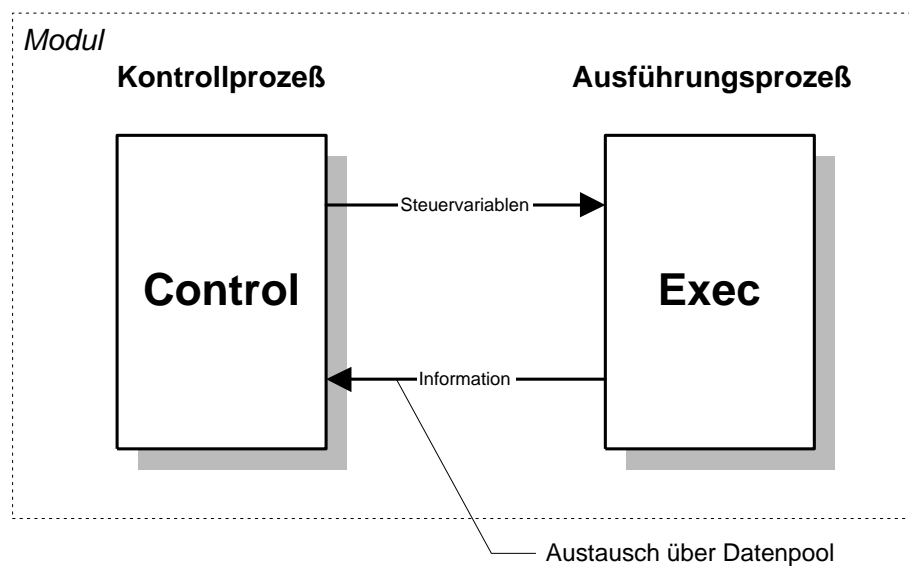 Modul
Kontrollprozeß
Ausführungsprozeß
Steuervariablen
Control
Exec
Information
Austausch über Datenpool